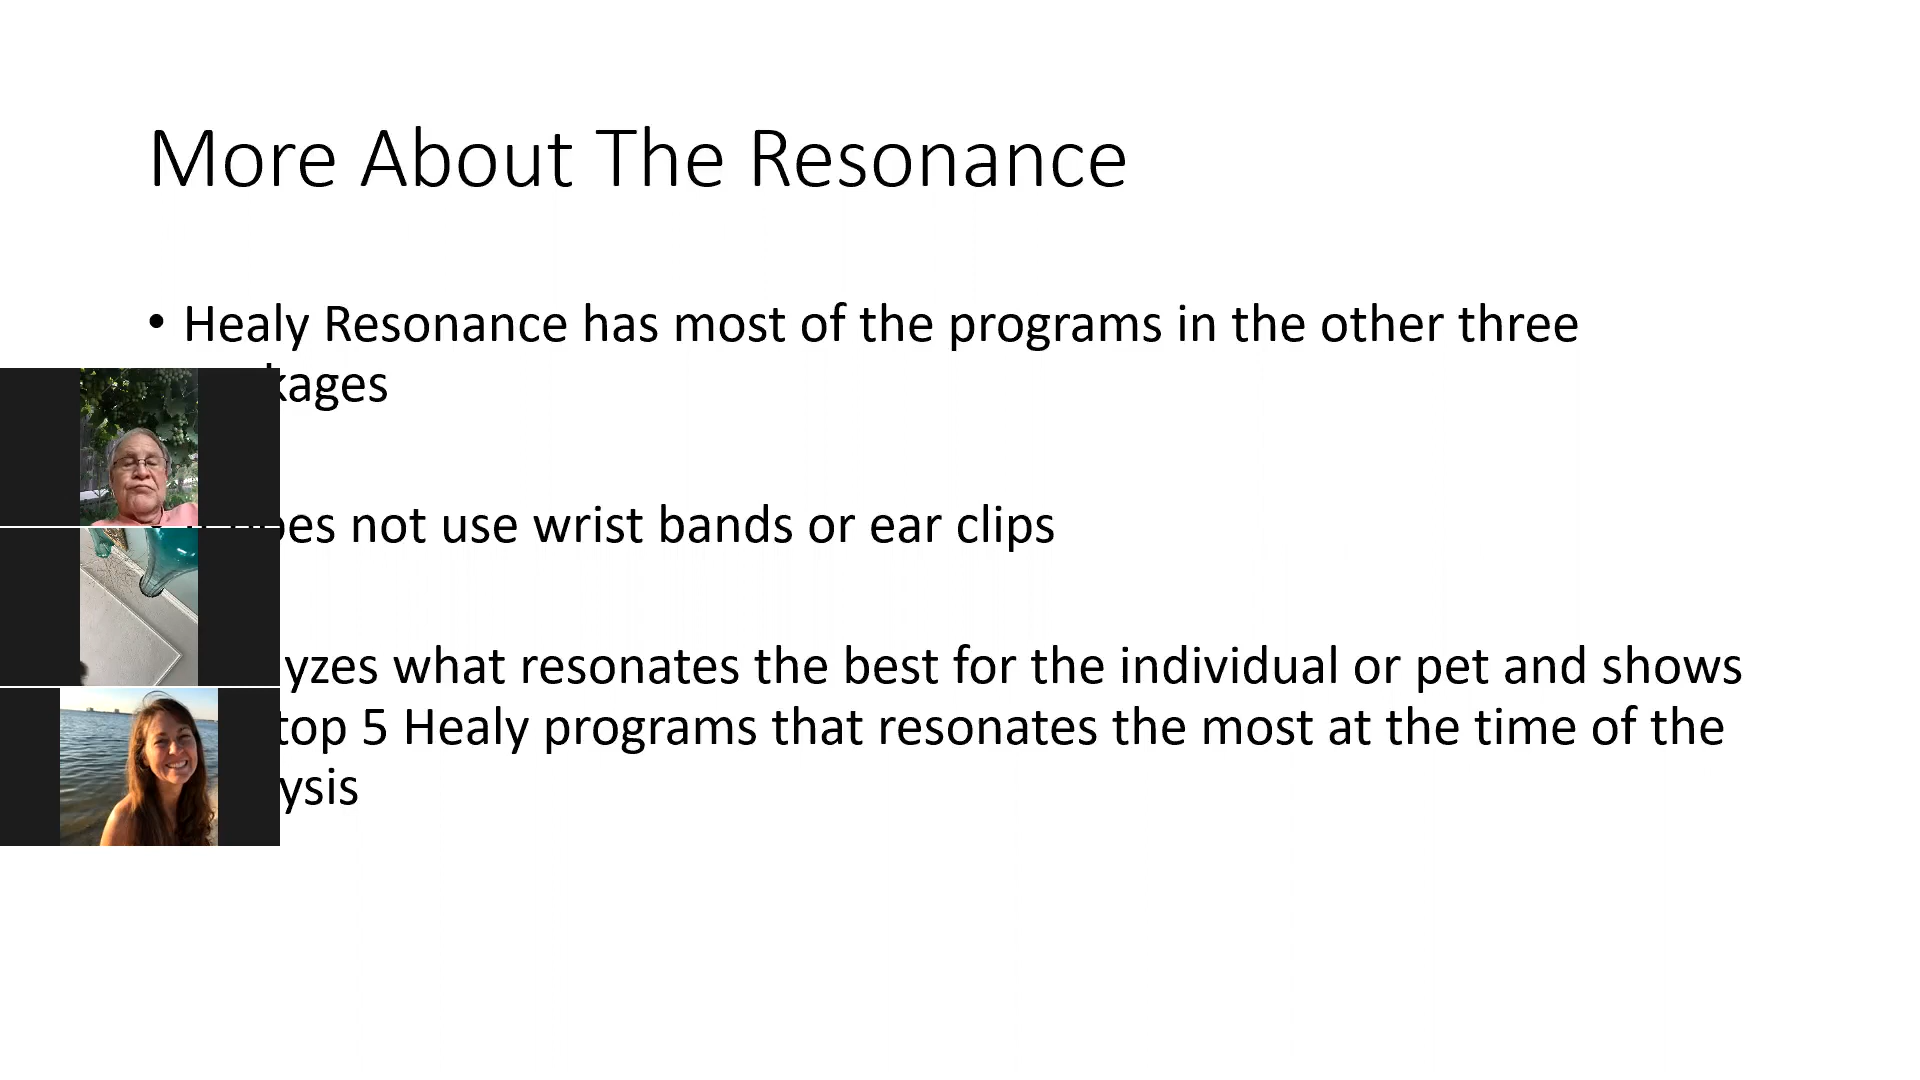 More About The Resonance
• Healy Resonance has most of the programs in the other three
kages
es not use wrist bands or ear clips
yzes what resonates the best for the individual or pet and shows
top 5 Healy programs that resonates the most at the time of the
ysis